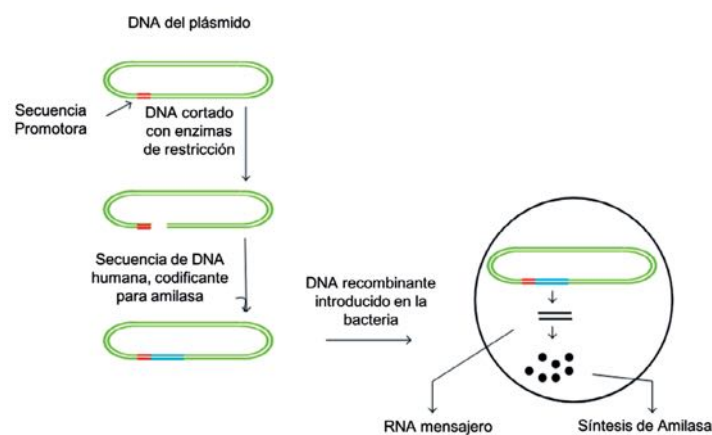 DNA del plásmido
Secuencia
Promotora
DNA cortado
con enzimas
de restricción
Secuencia de DNA
humana, codificante
para amilasa
DNA recombinante
introducido en la
bacteria
RNA mensajero
Síntesis de Amilasa